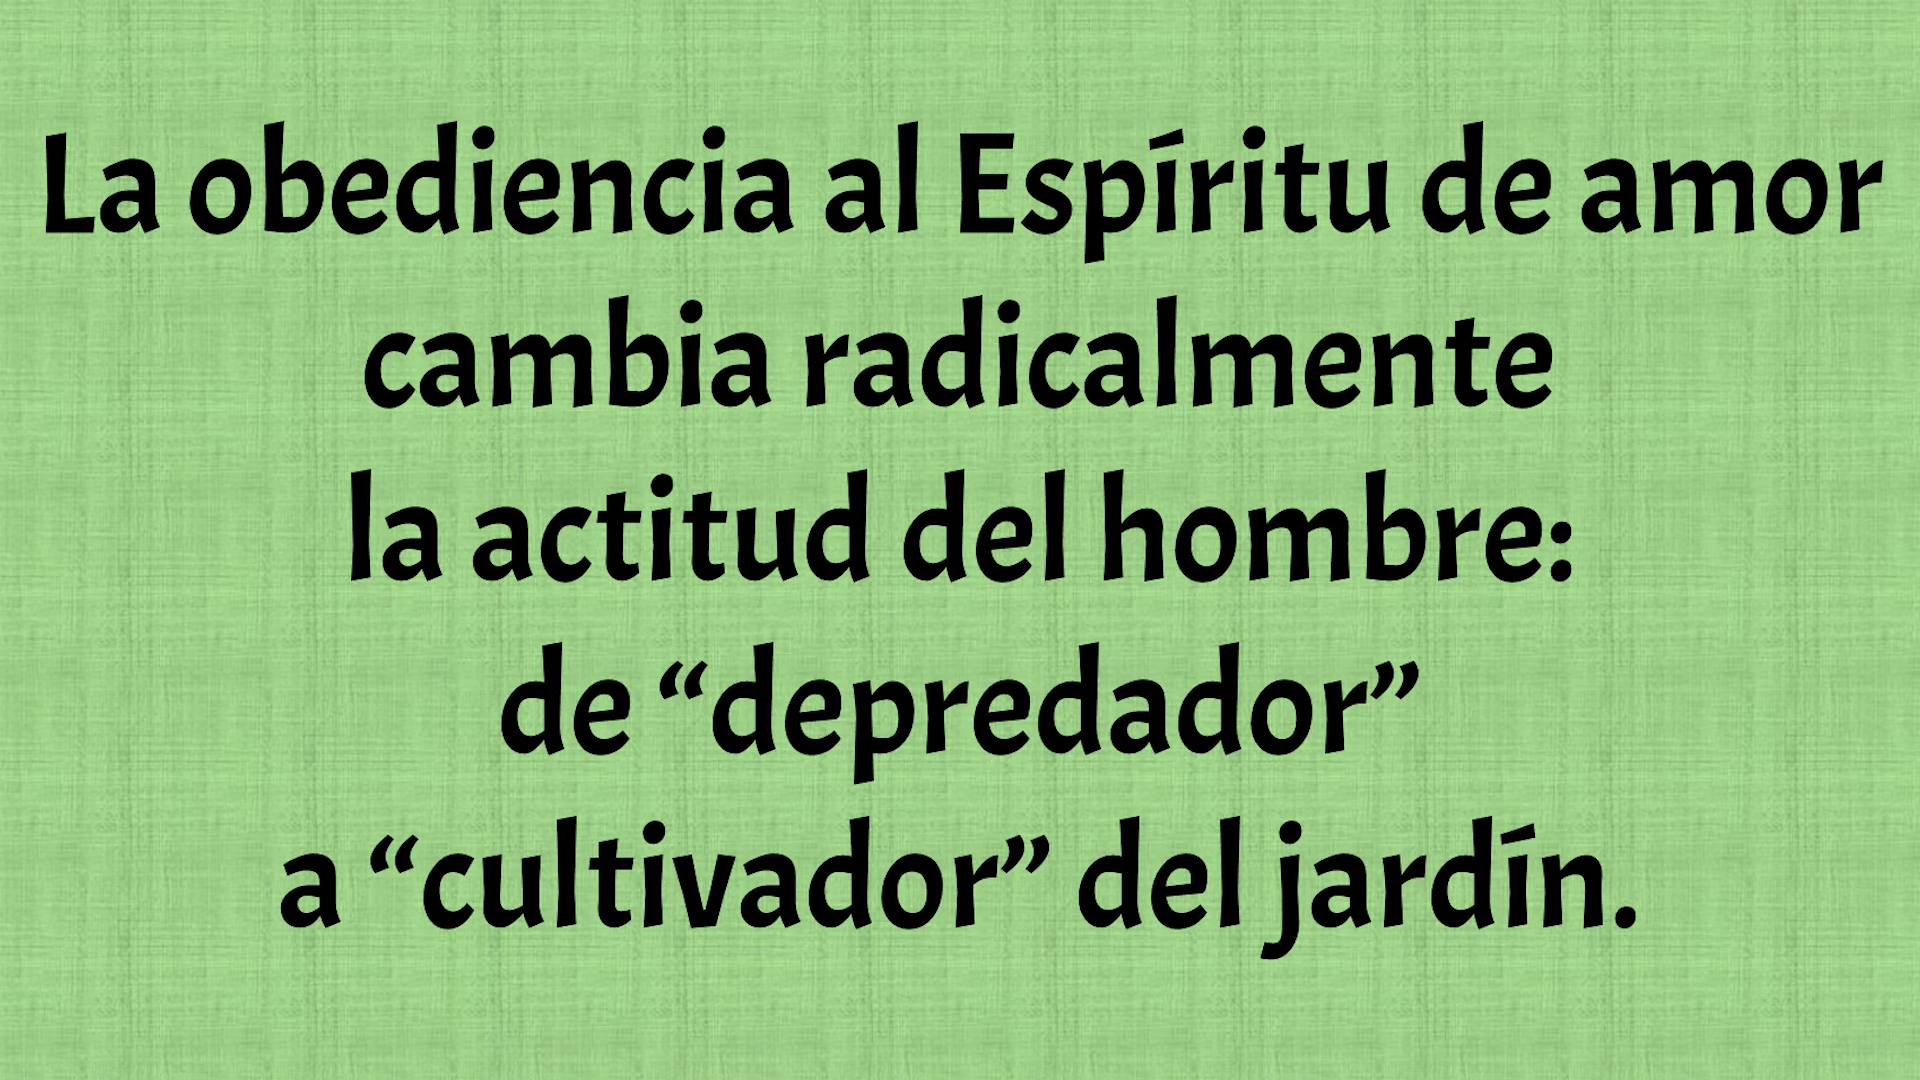 La obediencia al Espíritu de amor
cambia radicalmente
la actitud del hombre:
de “depredador”
a “cultivador” del jardín.